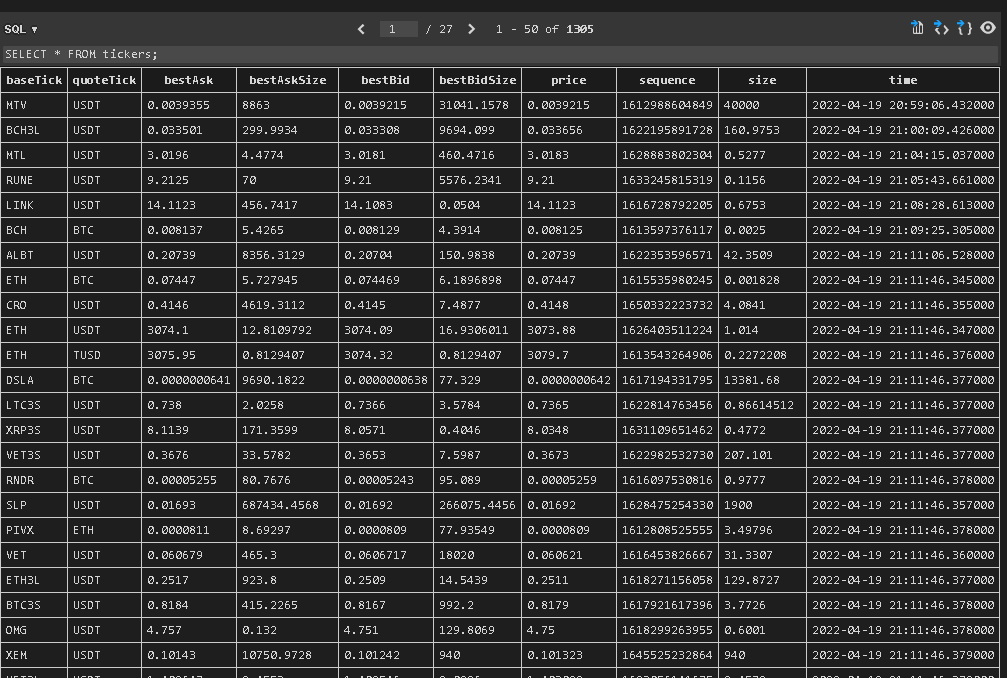 SQL ▼ 1 / 27 1 - 50 of 1305
SELECT * FROM tickers;
baseTick quoteTick bestAsk bestAskSize bestBid bestBidSize price sequence size time
MTV USDT 0.0039355 8863 0.0039215 31041.1578 0.0039215 1612988604849 40000 2022-04-19 20:59:06.432000
BCH3L USDT 0.033501 299.9934 0.033308 9694.099 0.033656 1622195891728 160.9753 2022-04-19 21:00:09.426000
MTL USDT 3.0196 4.4774 3.0181 460.4716 3.0183 1628883802304 0.5277 2022-04-19 21:04:15.037000
RUNE USDT 9.2125 70 9.21 5576.2341 9.21 1633245815319 0.1156 2022-04-19 21:05:43.661000
LINK USDT 14.1123 456.7417 14.1083 0.0504 14.1123 1616728792205 0.6753 2022-04-19 21:08:28.613000
BCH BTC 0.008137 5.4265 0.008129 4.3914 0.008125 1613597376117 0.0025 2022-04-19 21:09:25.305000
ALBT USDT 0.20739 8356.3129 0.20704 150.9838 0.20739 1622353596571 42.3509 2022-04-19 21:11:06.528000
ETH BTC 0.07447 5.727945 0.074469 6.1896898 0.07447 1615535980245 0.001828 2022-04-19 21:11:46.345000
CRO USDT 0.4146 4619.3112 0.4145 7.4877 0.4148 1650332223732 4.0841 2022-04-19 21:11:46.355000
ETH USDT 3074.1 12.8109792 3074.09 16.9306011 3073.88 1626403511224 1.014 2022-04-19 21:11:46.347000
ETH TUSD 3075.95 0.8129407 3074.32 0.8129407 3079.7 1613543264906 0.2272208 2022-04-19 21:11:46.376000
DSLA BTC 0.0000000641 9690.1822 0.0000000638 77.329 0.0000000642 1617194331795 13381.68 2022-04-19 21:11:46.377000
LTC3S USDT 0.738 2.0258 0.7366 3.5784 0.7365 1622814763456 0.86614512 2022-04-19 21:11:46.377000
XRP3S USDT 8.1139 171.3599 8.0571 0.4046 8.0348 1631109651462 0.4772 2022-04-19 21:11:46.377000
VET3S USDT 0.3676 33.5782 0.3653 7.5987 0.3673 1622982532730 207.101 2022-04-19 21:11:46.377000
RNDR BTC 0.00005255 80.7676 0.00005243 95.089 0.00005259 1616097530816 0.9777 2022-04-19 21:11:46.378000
SLP USDT 0.01693 687434.4568 0.01692 266075.4456 0.01692 1628475254330 1900 2022-04-19 21:11:46.357000
PIVX ETH 0.0000811 8.69297 0.0000809 77.93549 0.0000809 1612808525555 3.49796 2022-04-19 21:11:46.378000
VET USDT 0.060679 465.3 0.0606717 18020 0.060621 1616453826667 31.3307 2022-04-19 21:11:46.360000
ETH3L USDT 0.2517 923.8 0.2509 14.5439 0.2511 1618271156058 129.8727 2022-04-19 21:11:46.377000
BTC3S USDT 0.8184 415.2265 0.8167 992.2 0.8179 1617921617396 3.7726 2022-04-19 21:11:46.378000
OMG USDT 4.757 0.132 4.751 129.8069 4.75 1618299263955 0.6001 2022-04-19 21:11:46.378000
XEM USDT 0.10143 10750.9728 0.101242 940 0.101323 1645525232864 940 2022-04-19 21:11:46.379000